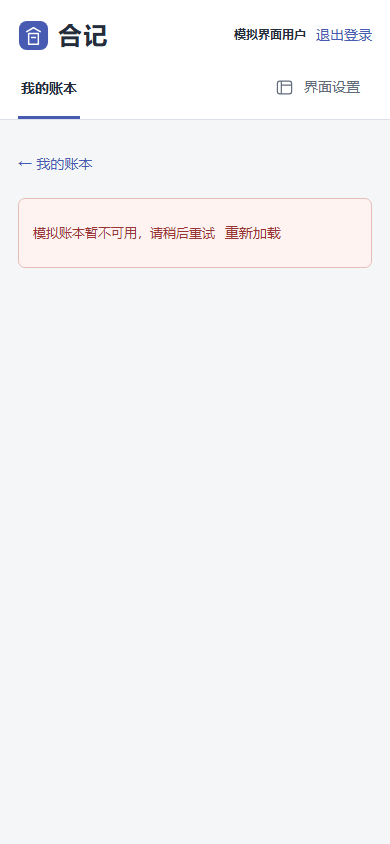 合记
模拟界面用户 退出登录
我的账本 界面设置
← 我的账本
模拟账本暂不可用，请稍后重试 重新加载